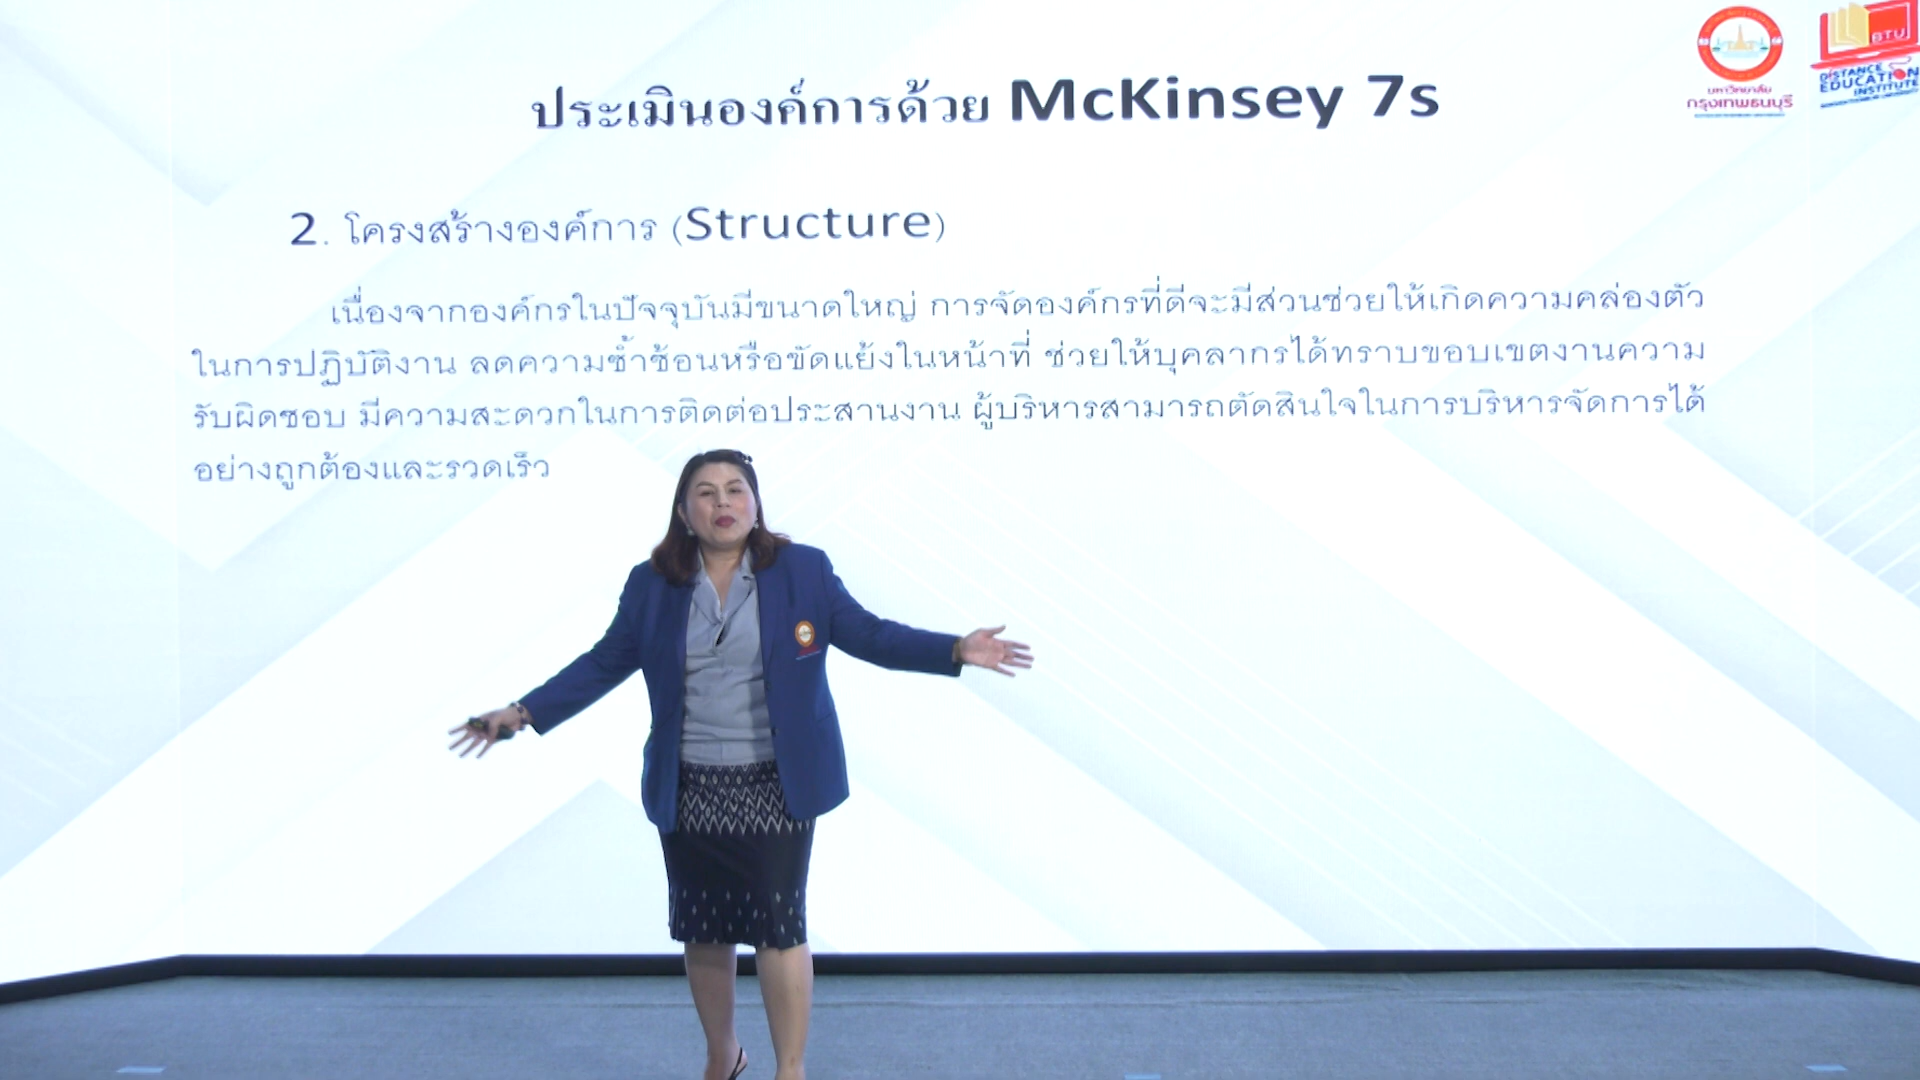 ประเมินองค์การด้วย McKinsey 7s
มหาวิทยาลัย
กรุงเทพธนบุรี
BTU
DISTANCE
EDUCATION
INSTITUTE
2. โครงสร้างองค์การ (Structure)
เนื่องจากองค์กรในปัจจุบันมีขนาดใหญ่ การจัดองค์กรที่ดีจะมีส่วนช่วยให้เกิดความคล่องตัว
ในการปฏิบัติงาน ลดความซ้ำซ้อนหรือขัดแย้งในหน้าที่ ช่วยให้บุคลากรได้ทราบขอบเขตงานความ
รับผิดชอบ มีความสะดวกในการติดต่อประสานงาน ผู้บริหารสามารถตัดสินใจในการบริหารจัดการได้
อย่างถูกต้องและรวดเร็ว